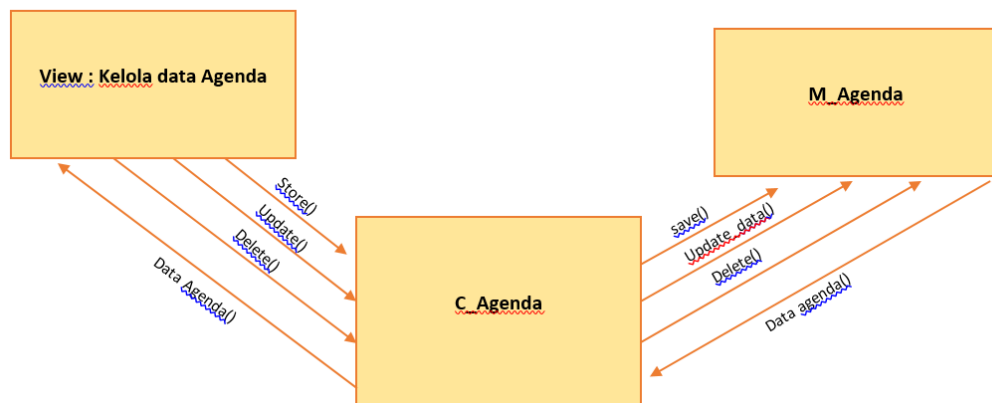 View : Kelola data Agenda
M_Agenda
Store()
Update()
Delete()
Data Agenda()
save()
Update_data()
Delete()
Data agenda()
C_Agenda